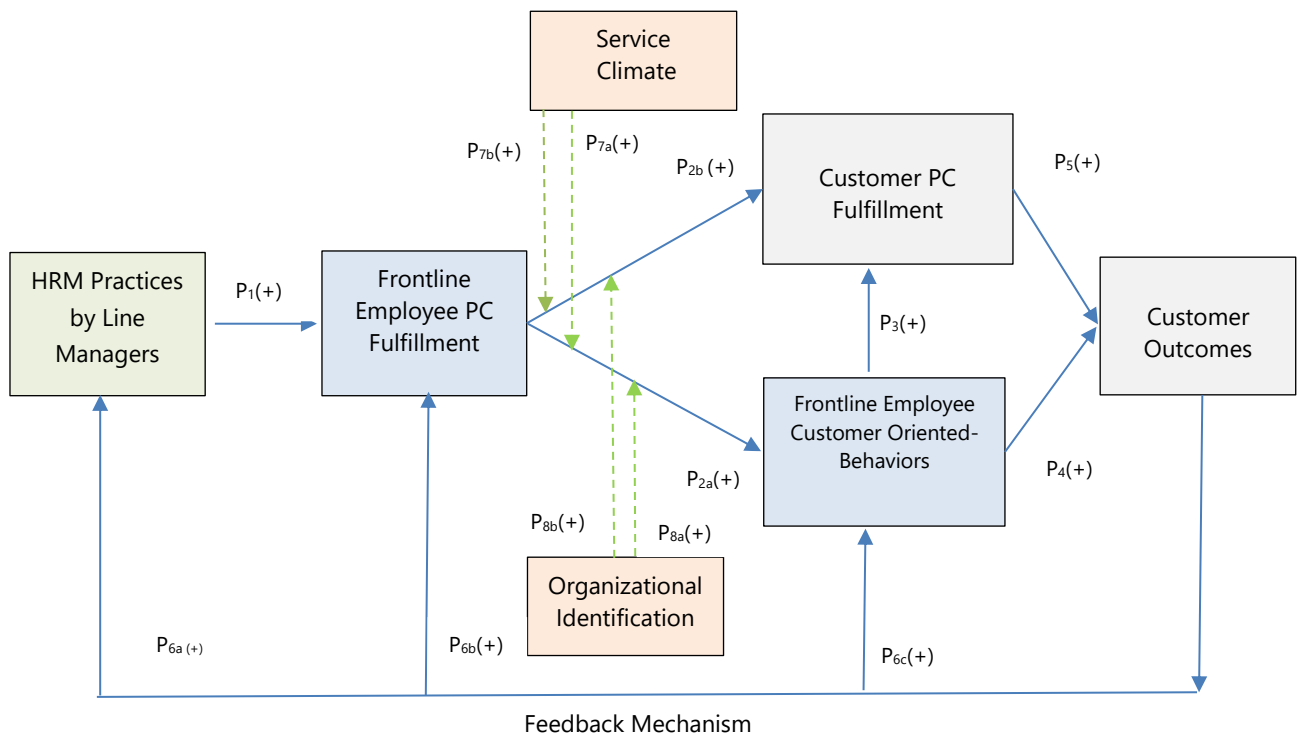 Service
Climate
P7b(+)
P7a(+)
P2b (+)
Customer PC
Fulfillment
P5(+)
HRM Practices
by Line
Managers
P1(+)
Frontline
Employee PC
Fulfillment
P3(+)
Customer
Outcomes
Frontline Employee
Customer Oriented-
Behaviors
P2a(+)
P4(+)
P8b(+)
P8a(+)
Organizational
Identification
P6a (+)
P6b(+)
P6c(+)
Feedback Mechanism